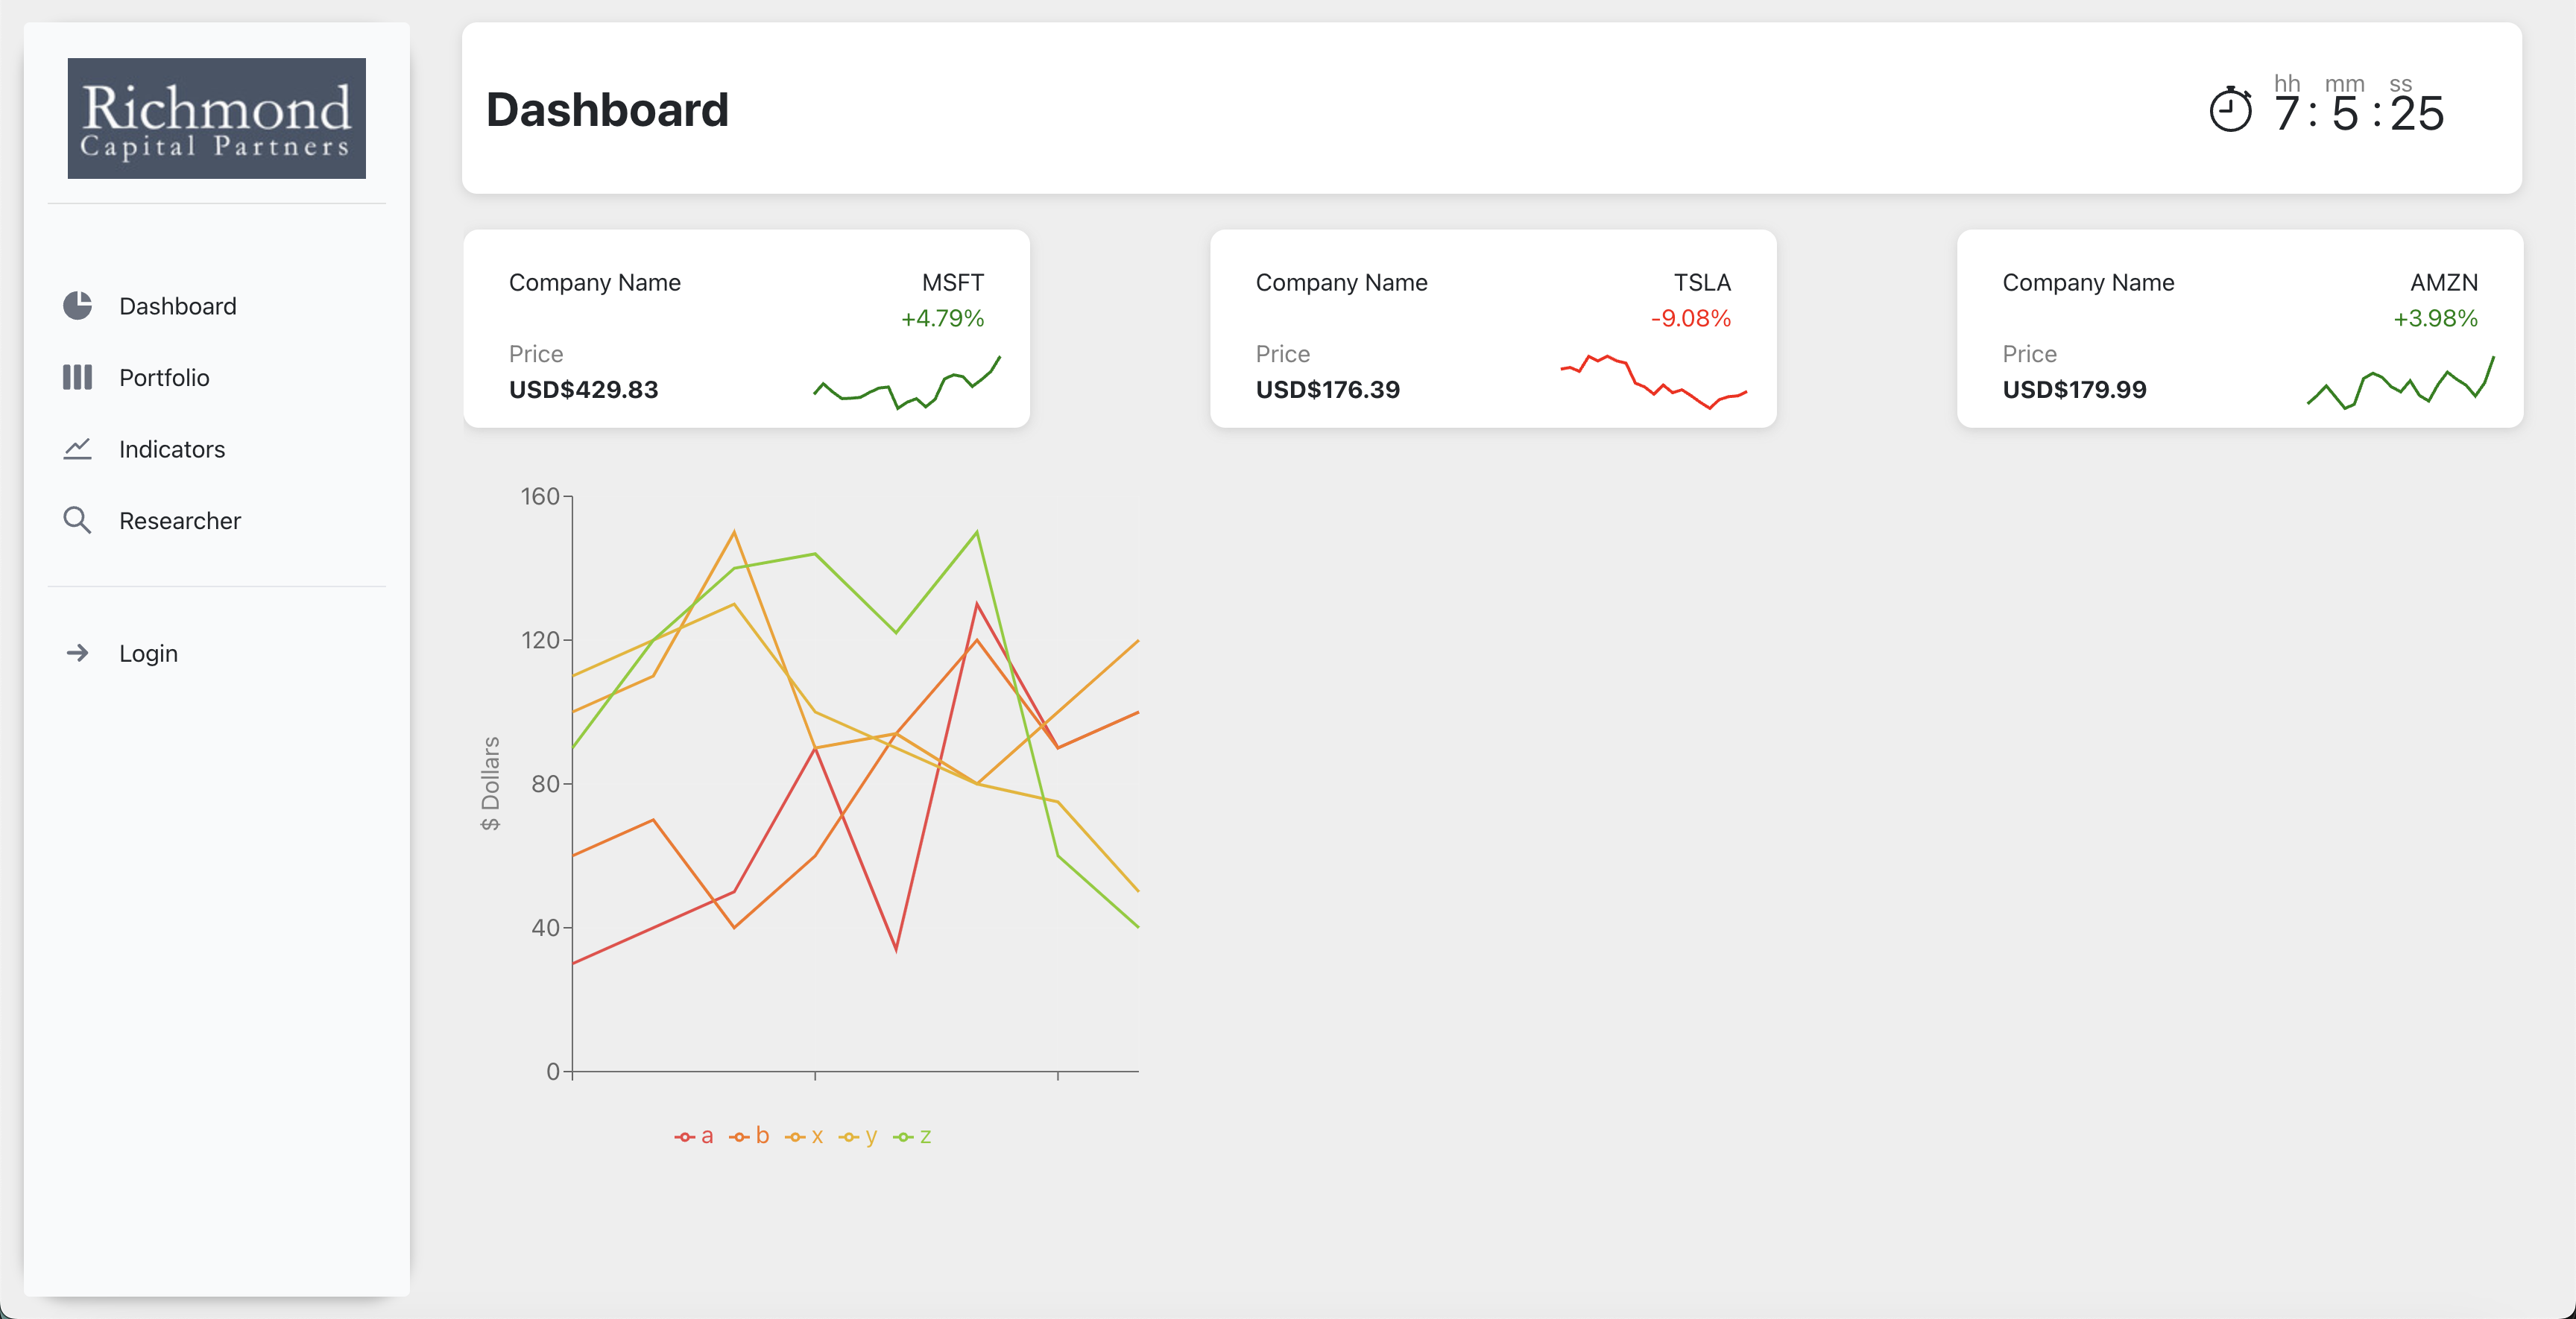 Richmond
Capital Partners
Dashboard
Portfolio
Indicators
Researcher
Login
Dashboard
hh mm ss
7 : 5 : 25
Company Name MSFT
+4.79%
Price
USD$429.83
Company Name TSLA
-9.08%
Price
USD$176.39
Company Name AMZN
+3.98%
Price
USD$179.99
160
120
80
40
0
$ Dollars
a b x y z